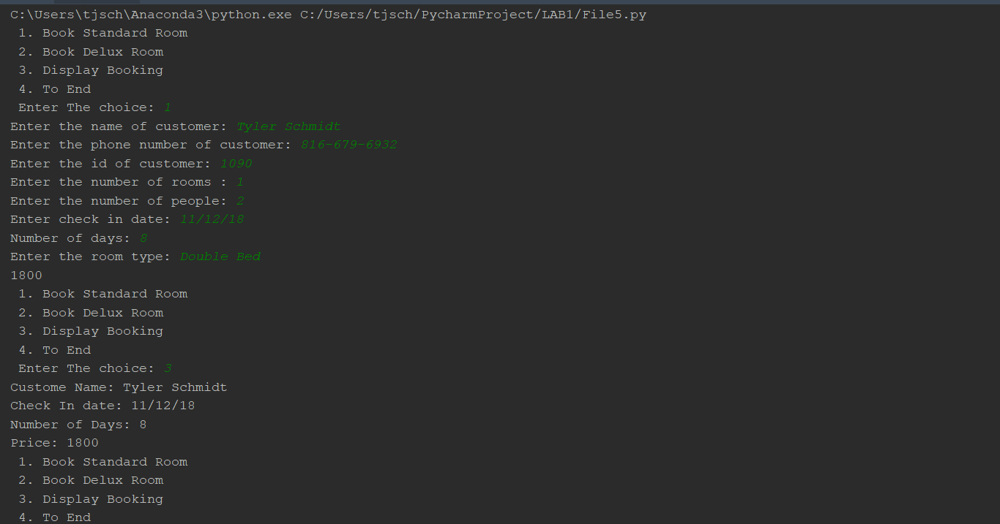 C:\Users\tjsch\Anaconda3\python.exe C:/Users/tjsch/PycharmProject/LAB1/File5.py
1. Book Standard Room
2. Book Delux Room
3. Display Booking
4. To End
Enter The choice: 1
Enter the name of customer: Tyler Schmidt
Enter the phone number of customer: 816-679-6932
Enter the id of customer: 1090
Enter the number of rooms : 1
Enter the number of people: 2
Enter check in date: 11/12/18
Number of days: 8
Enter the room type: Double Bed
1800
1. Book Standard Room
2. Book Delux Room
3. Display Booking
4. To End
Enter The choice: 3
Custome Name: Tyler Schmidt
Check In date: 11/12/18
Number of Days: 8
Price: 1800
1. Book Standard Room
2. Book Delux Room
3. Display Booking
4. To End